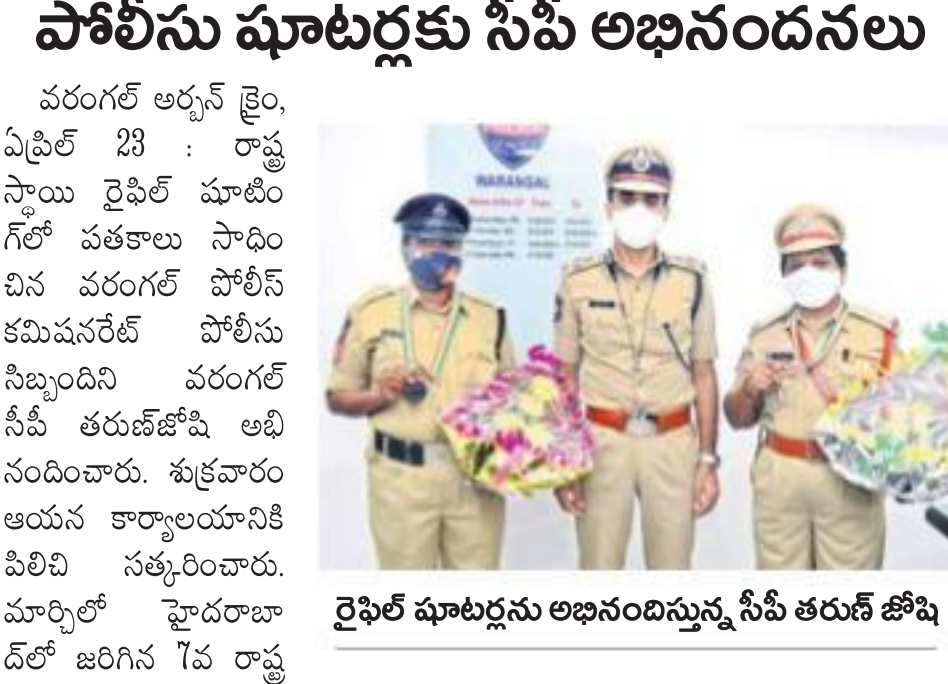 పోలీసు షూటర్లకు సీపీ అభినందనలు
వరంగల్ అర్బన్ క్రైం,
ఏప్రిల్ 23 : రాష్ట్ర
స్థాయి రైఫిల్ షూటిం
గ్‌లో పతకాలు సాధిం
చిన వరంగల్ పోలీస్
కమిషనరేట్ పోలీసు
సిబ్బందిని వరంగల్
సీపీ తరుణ్‌జోషి అభి
నందించారు. శుక్రవారం
ఆయన కార్యాలయానికి
పిలిచి సత్కరించారు.
మార్చిలో హైదరాబా
ద్‌లో జరిగిన 7వ రాష్ట్ర
WARANGAL
రైఫిల్ షూటర్లను అభినందిస్తున్న సీపీ తరుణ్ జోషి